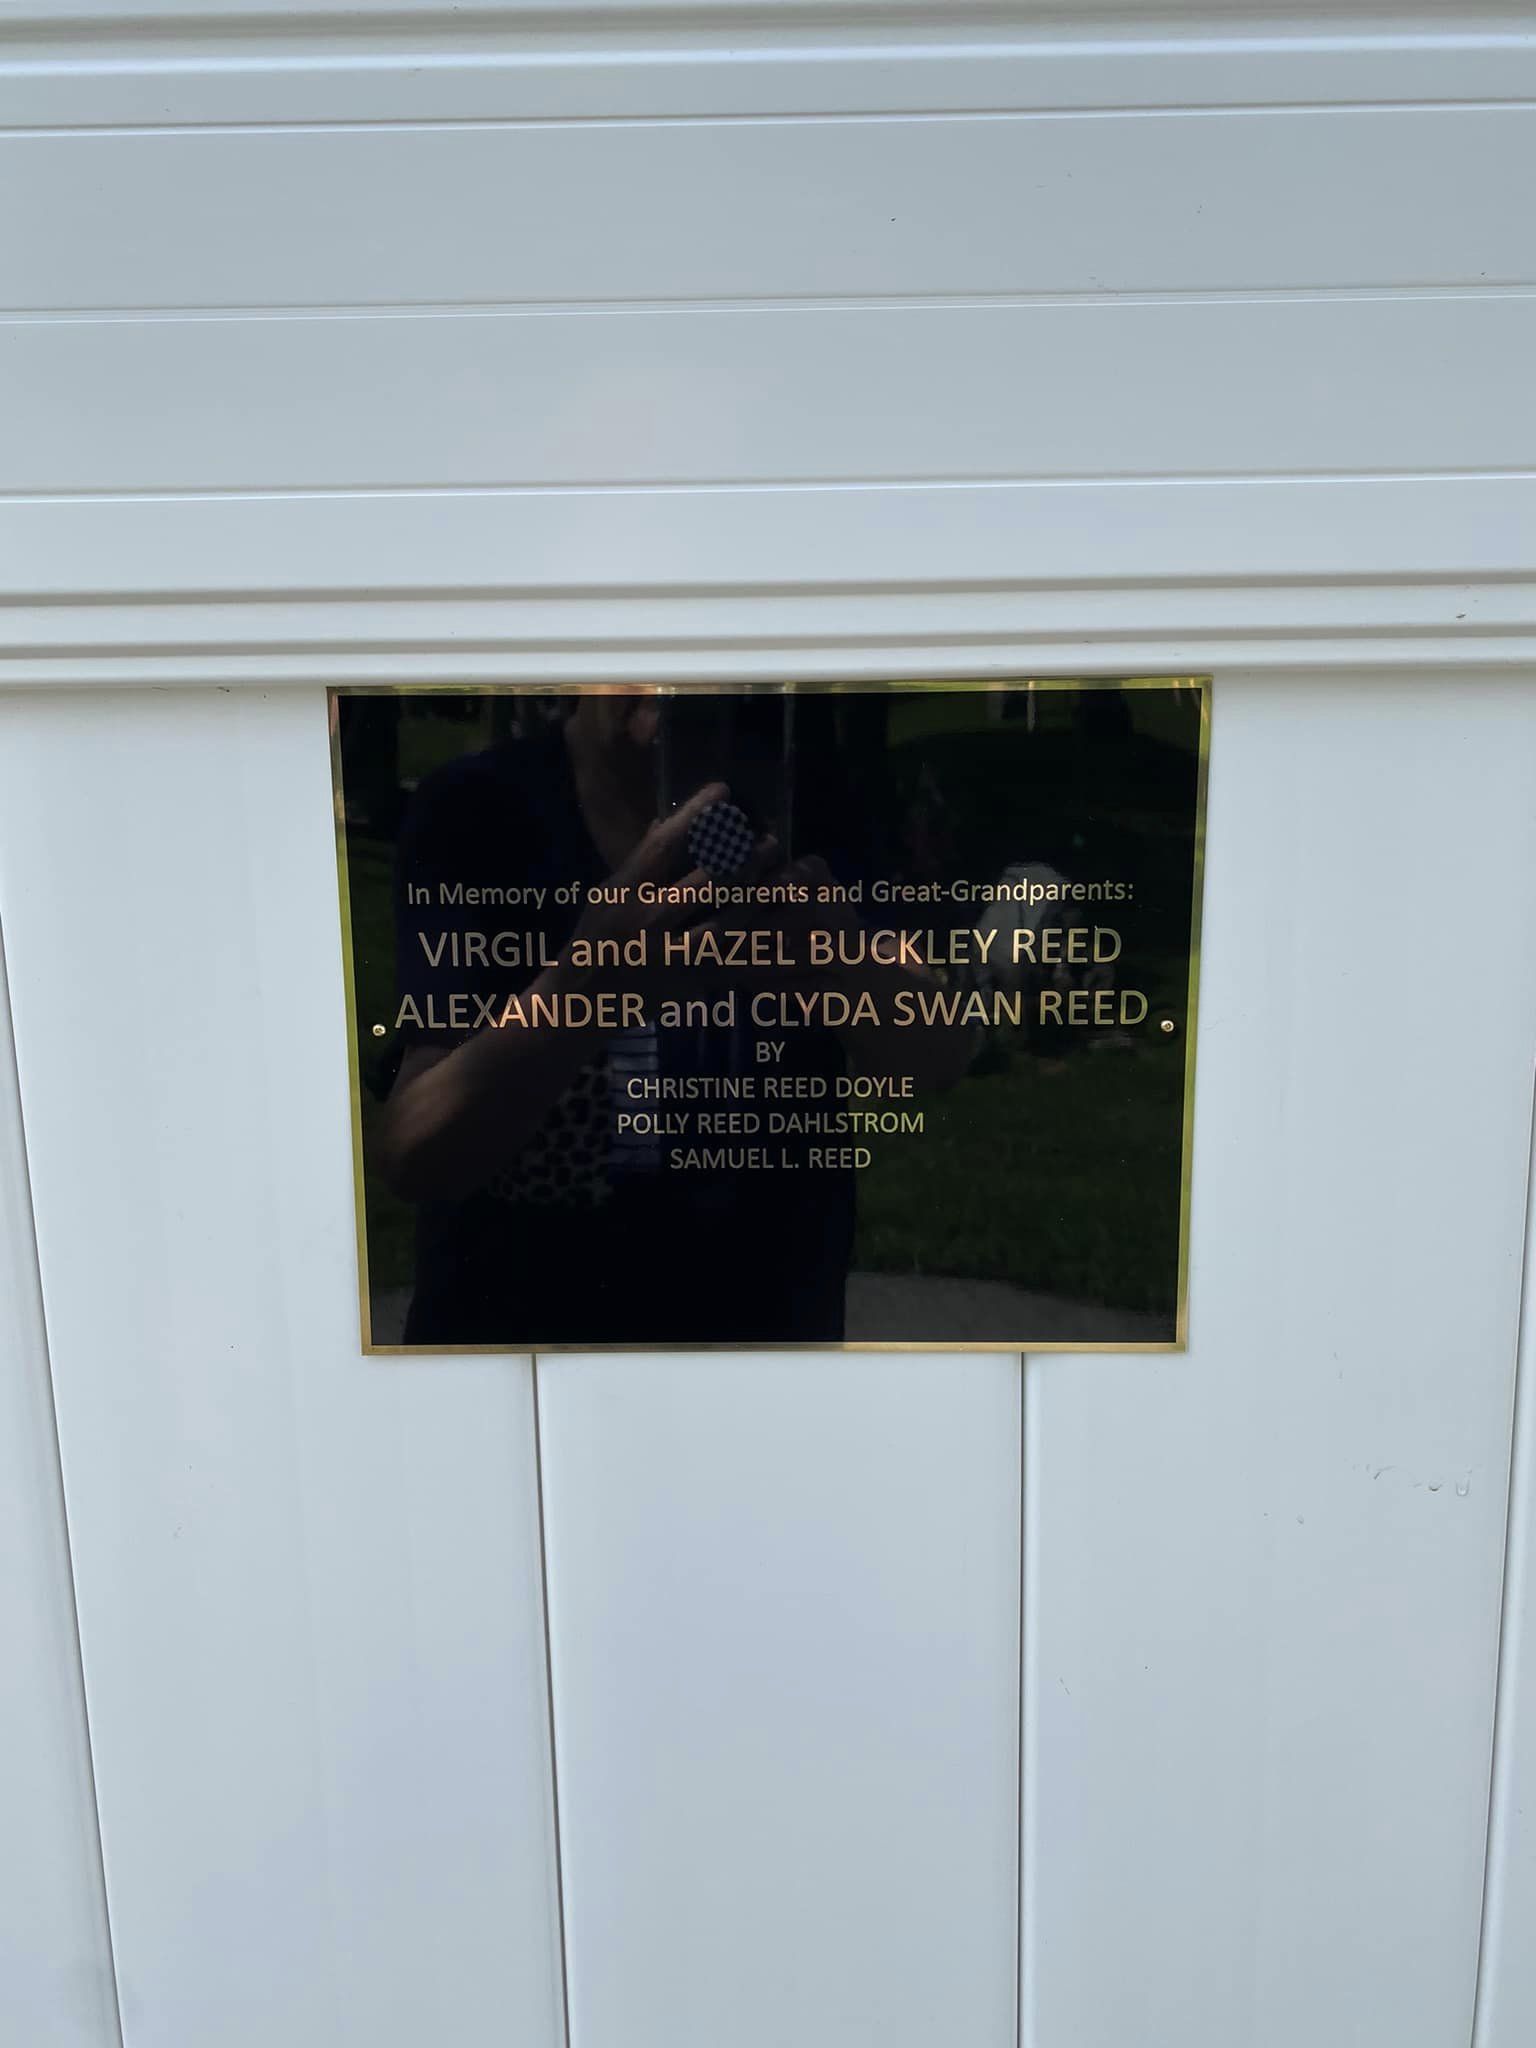 In Memory of our Grandparents and Great-Grandparents:
VIRGIL and HAZEL BUCKLEY REED
ALEXANDER and CLYDA SWAN REED
BY
CHRISTINE REED DOYLE
POLLY REED DAHLSTROM
SAMUEL L. REED